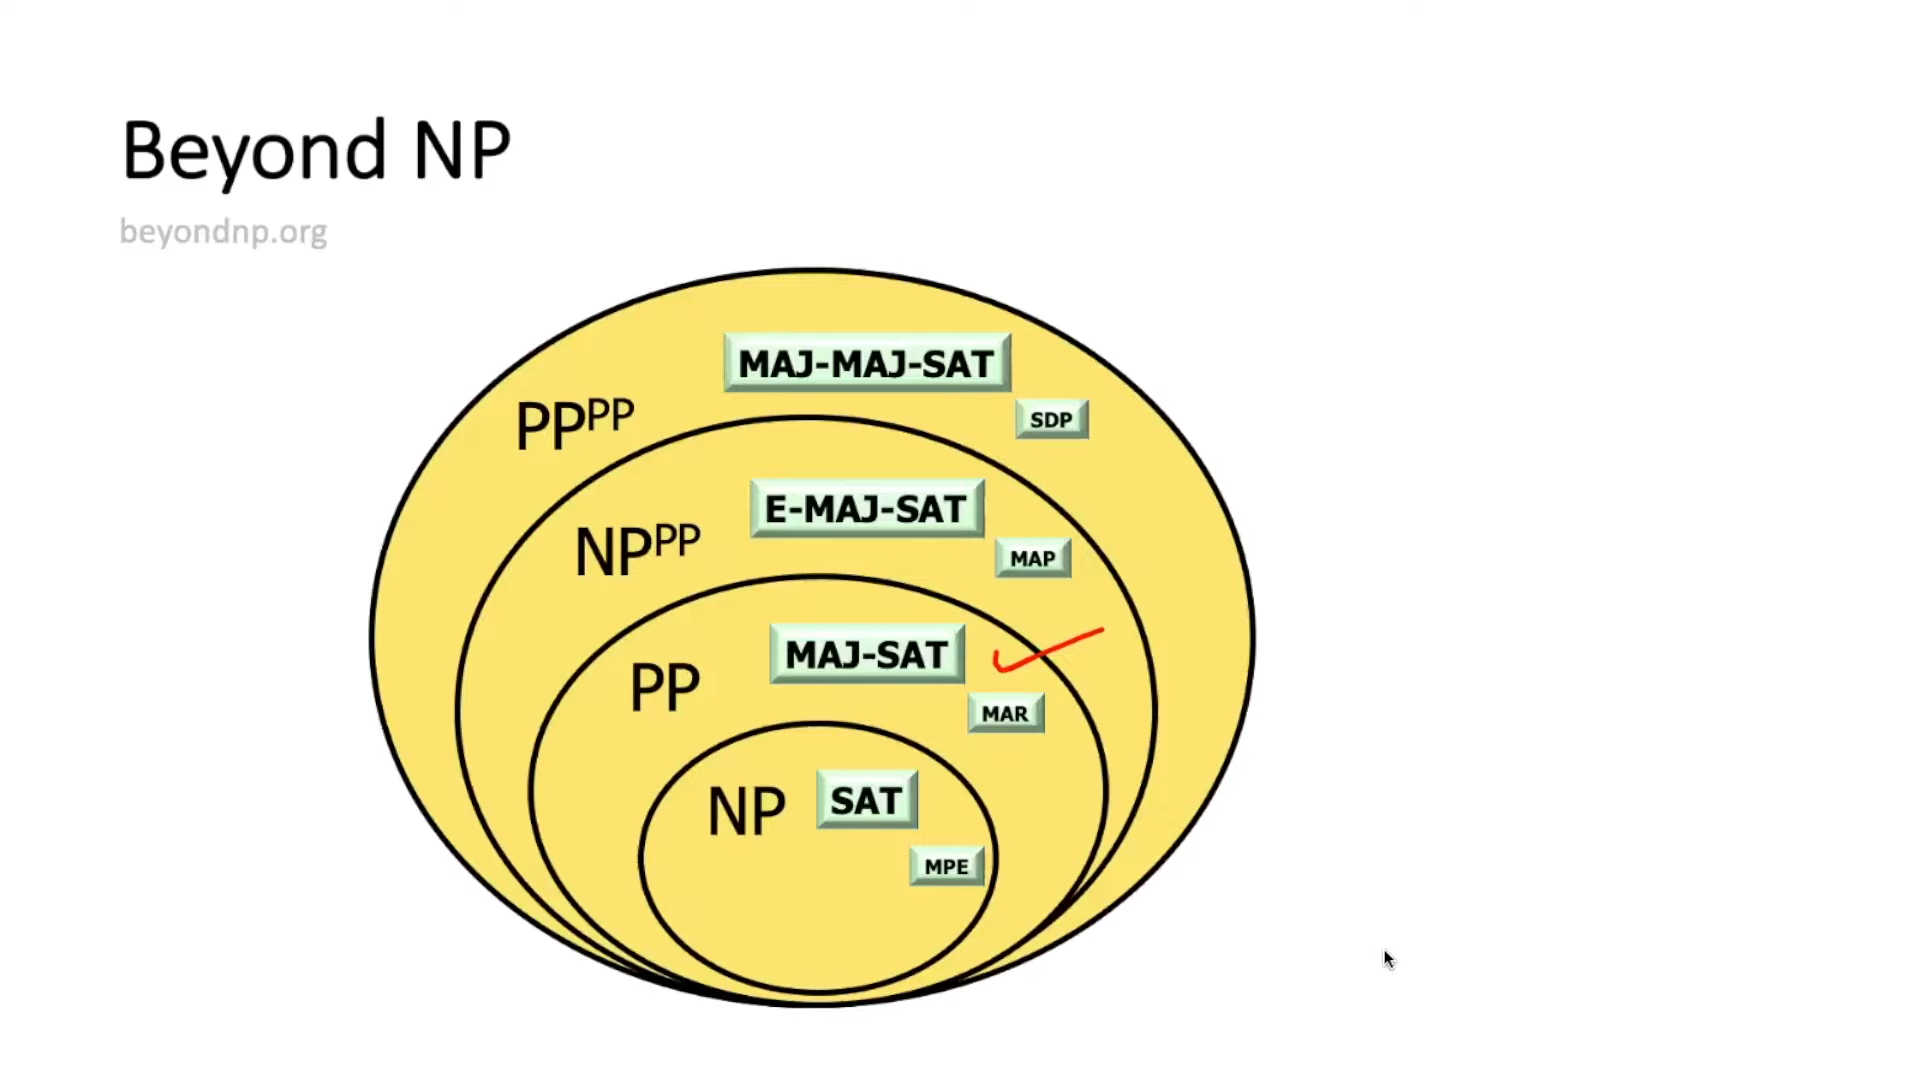 Beyond NP
beyondnp.org
MAJ-MAJ-SAT
SDP
PPᴾᴾ
E-MAJ-SAT
NPᴾᴾ
MAP
MAJ-SAT
PP
MAR
NP
SAT
MPE